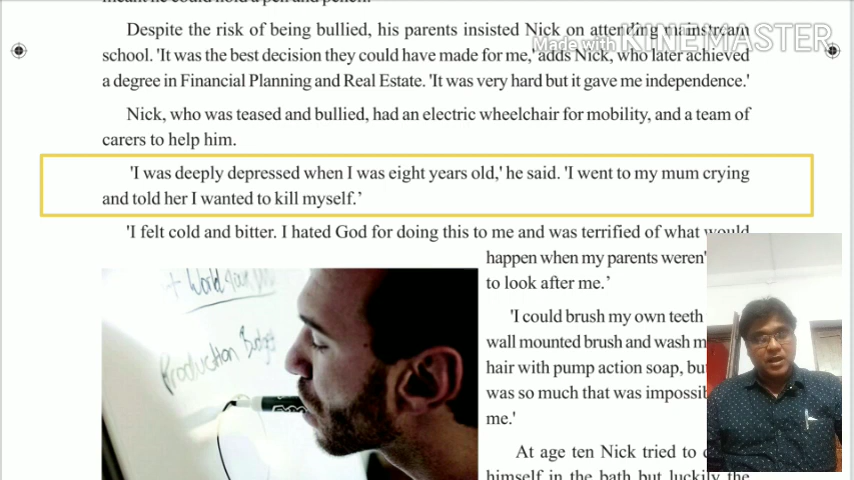 Despite the risk of being bullied, his parents insisted Nick on attending mainstream
school. 'It was the best decision they could have made for me,' adds Nick, who later achieved
a degree in Financial Planning and Real Estate. 'It was very hard but it gave me independence.'
Made with KINEMASTER
Nick, who was teased and bullied, had an electric wheelchair for mobility, and a team of
carers to help him.
'I was deeply depressed when I was eight years old,' he said. 'I went to my mum crying
and told her I wanted to kill myself.'
'I felt cold and bitter. I hated God for doing this to me and was terrified of what would
happen when my parents weren'
to look after me.'
'I could brush my own teeth
wall mounted brush and wash m
hair with pump action soap, bu
was so much that was impossib
me.'
At age ten Nick tried to
himself in the bath but luckily the
World Tour
Production Budget